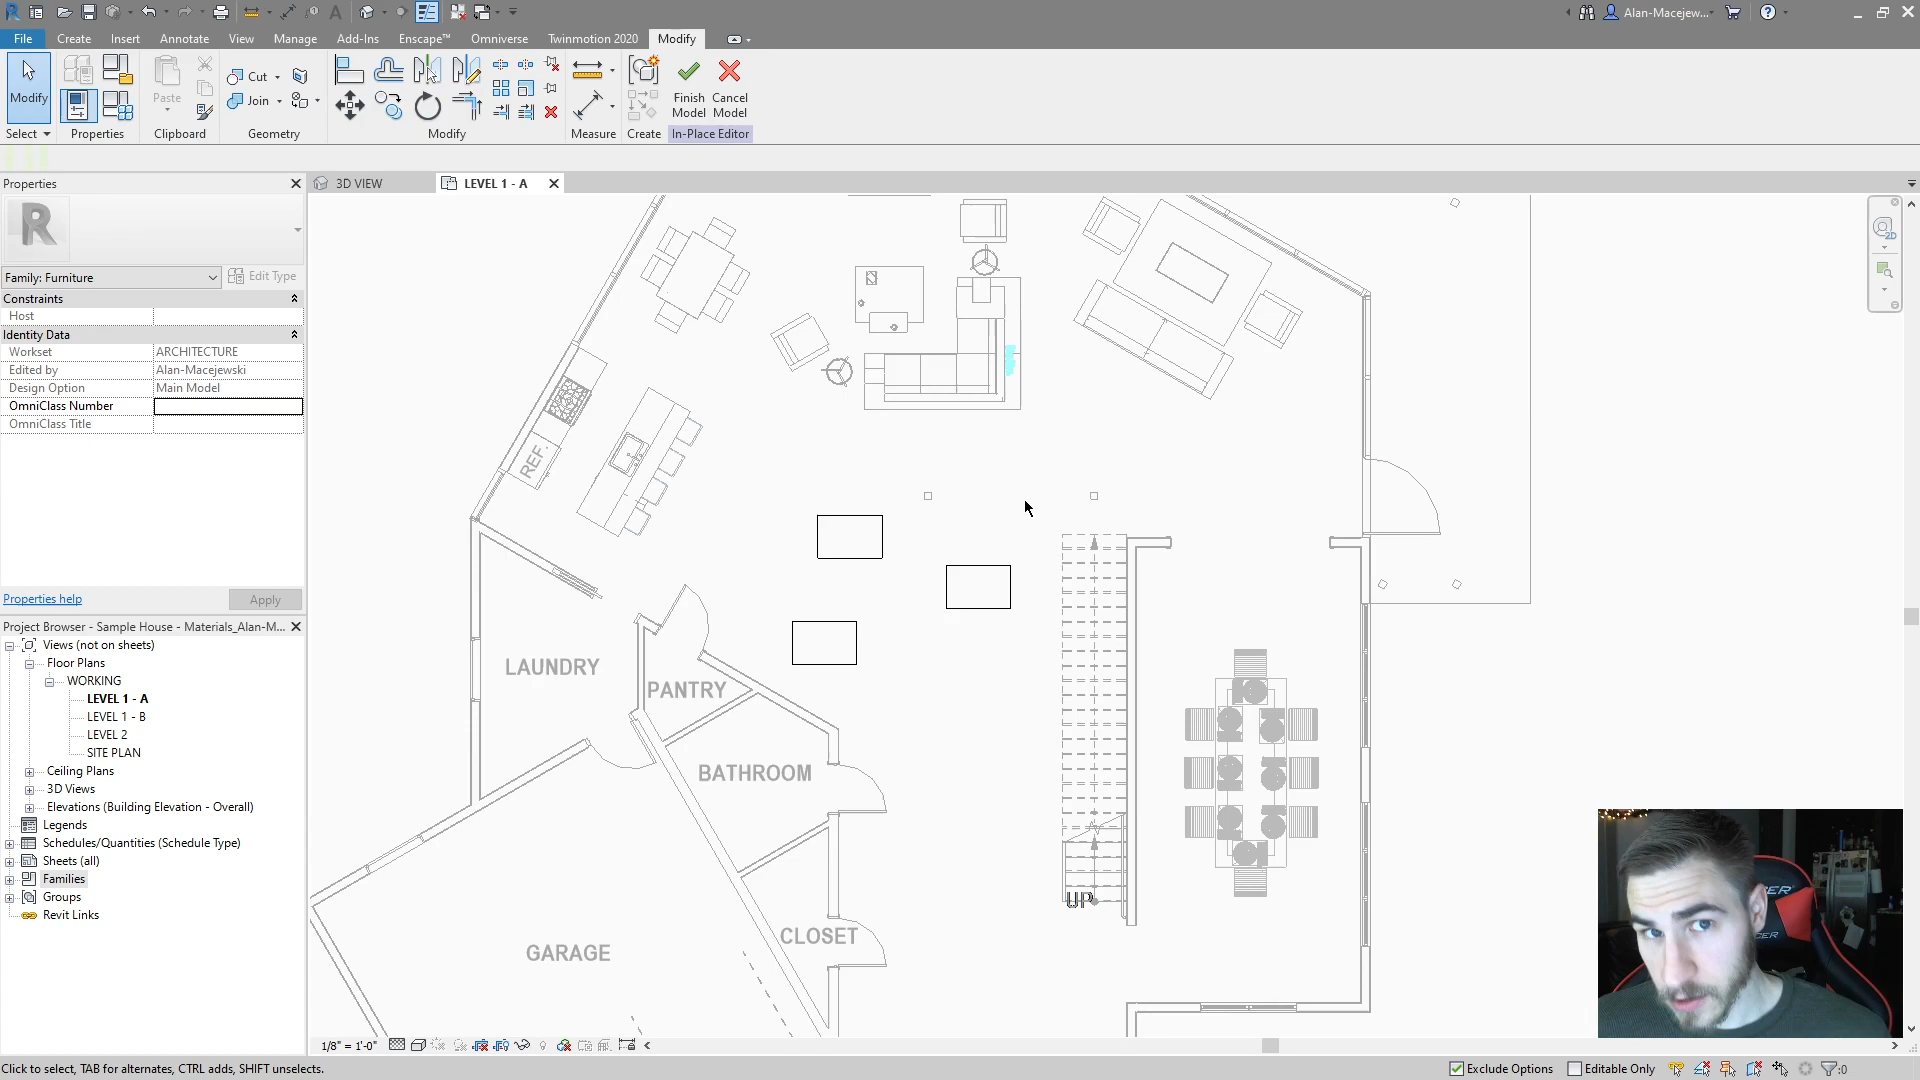 Alan-Macejew...
File Create Insert Annotate View Manage Add-Ins Enscape™ Omniverse Twinmotion 2020 Modify
Modify
Paste
Cut
Join
Finish Model
Cancel Model
Select Properties Clipboard Geometry Modify Measure Create In-Place Editor
Properties
3D VIEW
LEVEL 1 - A
Family: Furniture
Edit Type
Constraints
Host
Identity Data
Workset ARCHITECTURE
Edited by Alan-Macejewski
Design Option Main Model
OmniClass Number
OmniClass Title
Properties help
Apply
Project Browser - Sample House - Materials_Alan-M...
Views (not on sheets)
Floor Plans
WORKING
LEVEL 1 - A
LEVEL 1 - B
LEVEL 2
SITE PLAN
Ceiling Plans
3D Views
Elevations (Building Elevation - Overall)
Legends
Schedules/Quantities (Schedule Type)
Sheets (all)
Families
Groups
Revit Links
2D
REF.
LAUNDRY
PANTRY
BATHROOM
CLOSET
GARAGE
UP
1/8" = 1'-0"
Click to select, TAB for alternates, CTRL adds, SHIFT unselects.
Exclude Options
Editable Only
:0